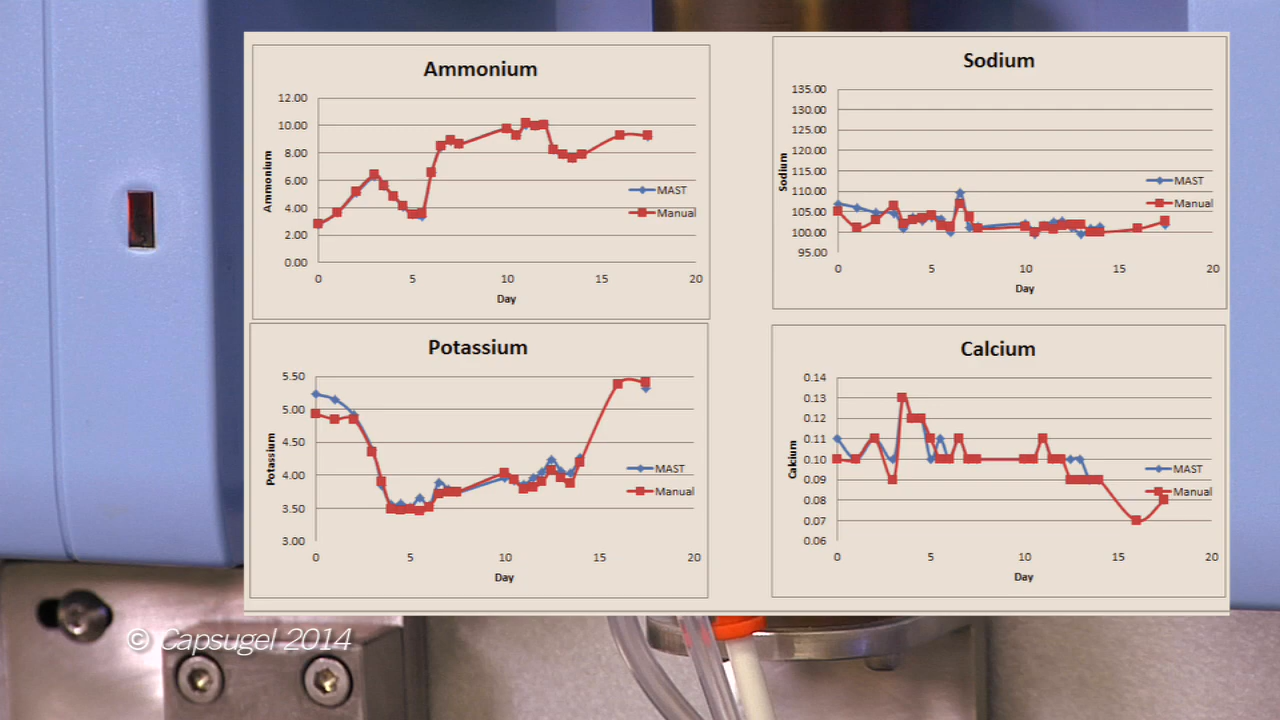 Ammonium
12.00
10.00
8.00
6.00
4.00
2.00
0.00
Ammonium
0 5 10 15 20
Day
MAST
Manual
Sodium
135.00
130.00
125.00
120.00
115.00
110.00
105.00
100.00
95.00
Sodium
0 5 10 15 20
Day
MAST
Manual
Potassium
5.50
5.00
4.50
4.00
3.50
3.00
Potassium
0 5 10 15 20
Day
MAST
Manual
Calcium
0.14
0.13
0.12
0.11
0.10
0.09
0.08
0.07
0.06
Calcium
0 5 10 15 20
Day
MAST
Manual
© Capsugel 2014